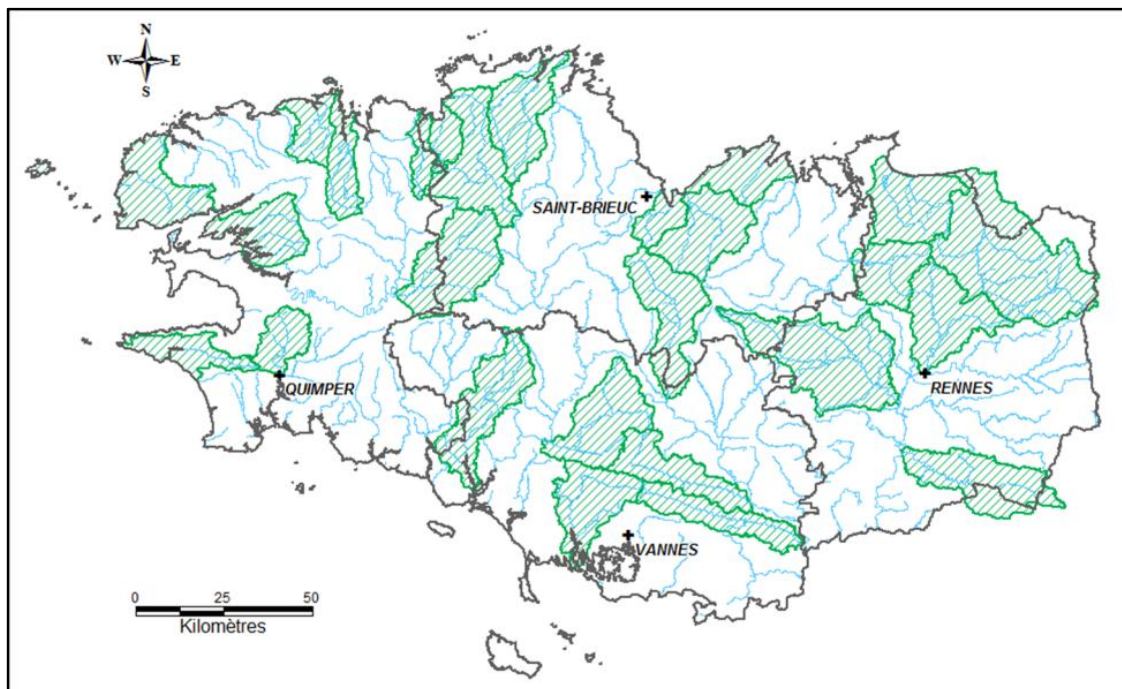 N
W E
S
SAINT-BRIEUC
QUIMPER
RENNES
VANNES
0 25 50
Kilomètres